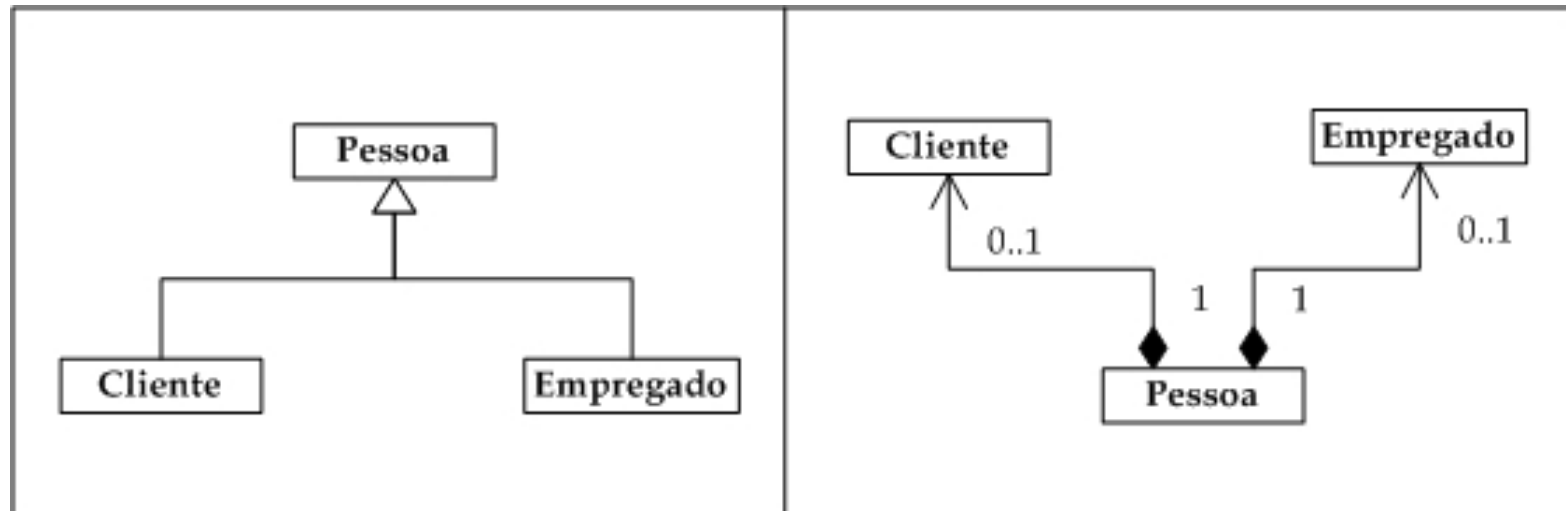 Pessoa
Cliente
Empregado
Cliente
Empregado
0..1
0..1
1
1
Pessoa